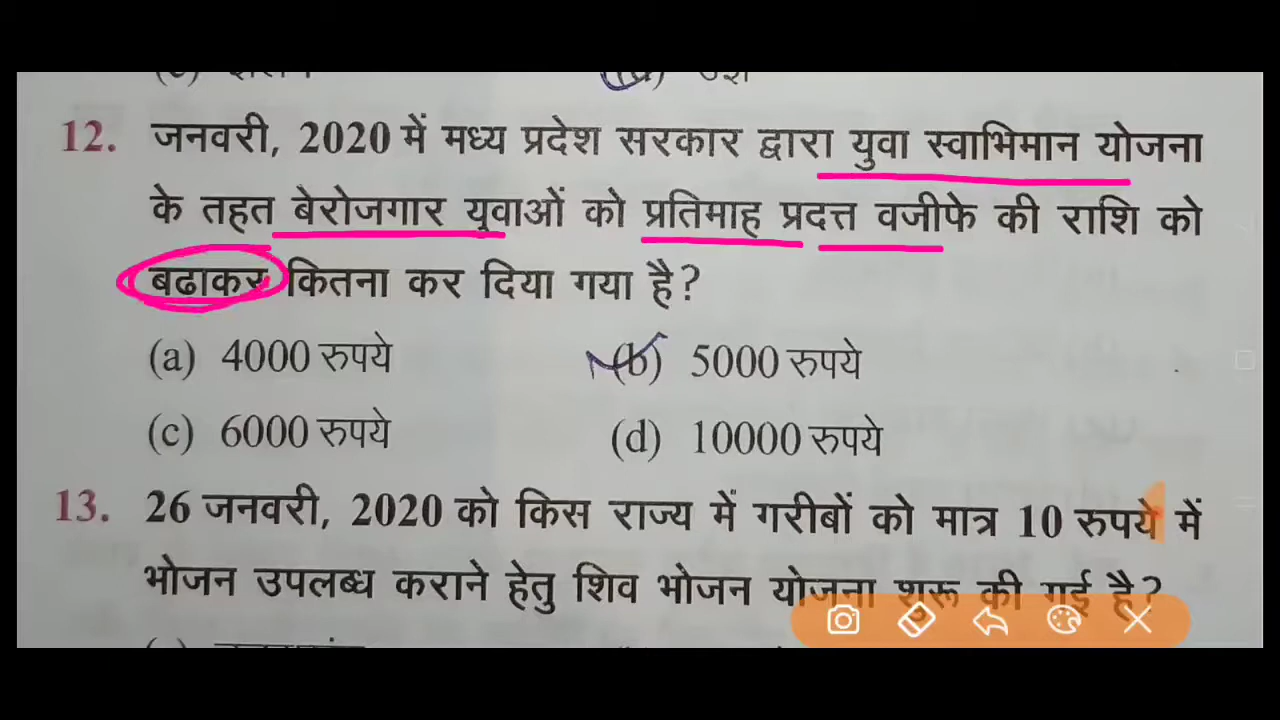 12. जनवरी, 2020 में मध्य प्रदेश सरकार द्वारा युवा स्वाभिमान योजना
के तहत बेरोजगार युवाओं को प्रतिमाह प्रदत्त वजीफे की राशि को
बढाकर कितना कर दिया गया है?
(a) 4000 रुपये (b) 5000 रुपये
(c) 6000 रुपये (d) 10000 रुपये
13. 26 जनवरी, 2020 को किस राज्य में गरीबों को मात्र 10 रुपये में
भोजन उपलब्ध कराने हेतु शिव भोजन योजना शुरू की गई है?